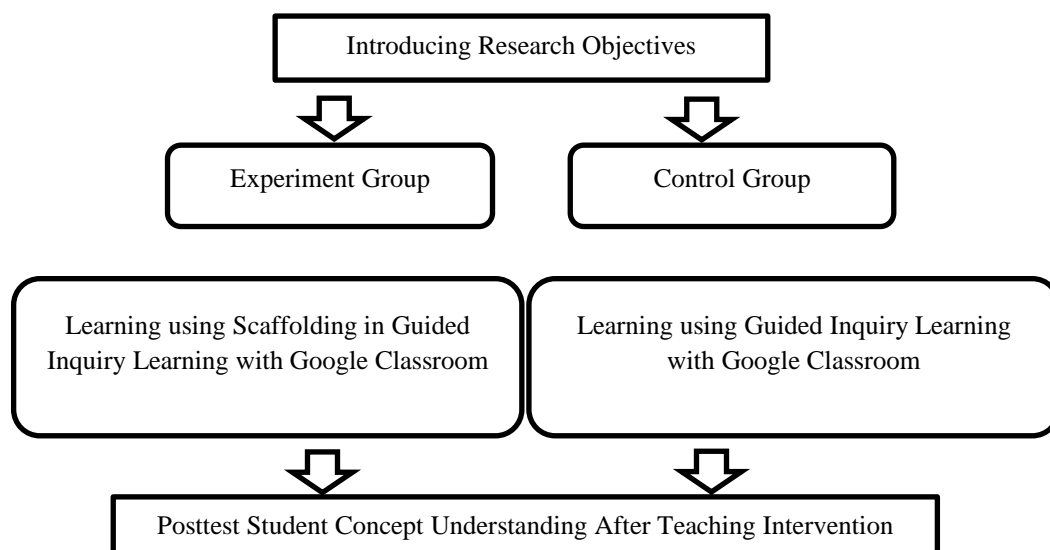 Introducing Research Objectives
Experiment Group
Control Group
Learning using Scaffolding in Guided
Inquiry Learning with Google Classroom
Learning using Guided Inquiry Learning
with Google Classroom
Posttest Student Concept Understanding After Teaching Intervention